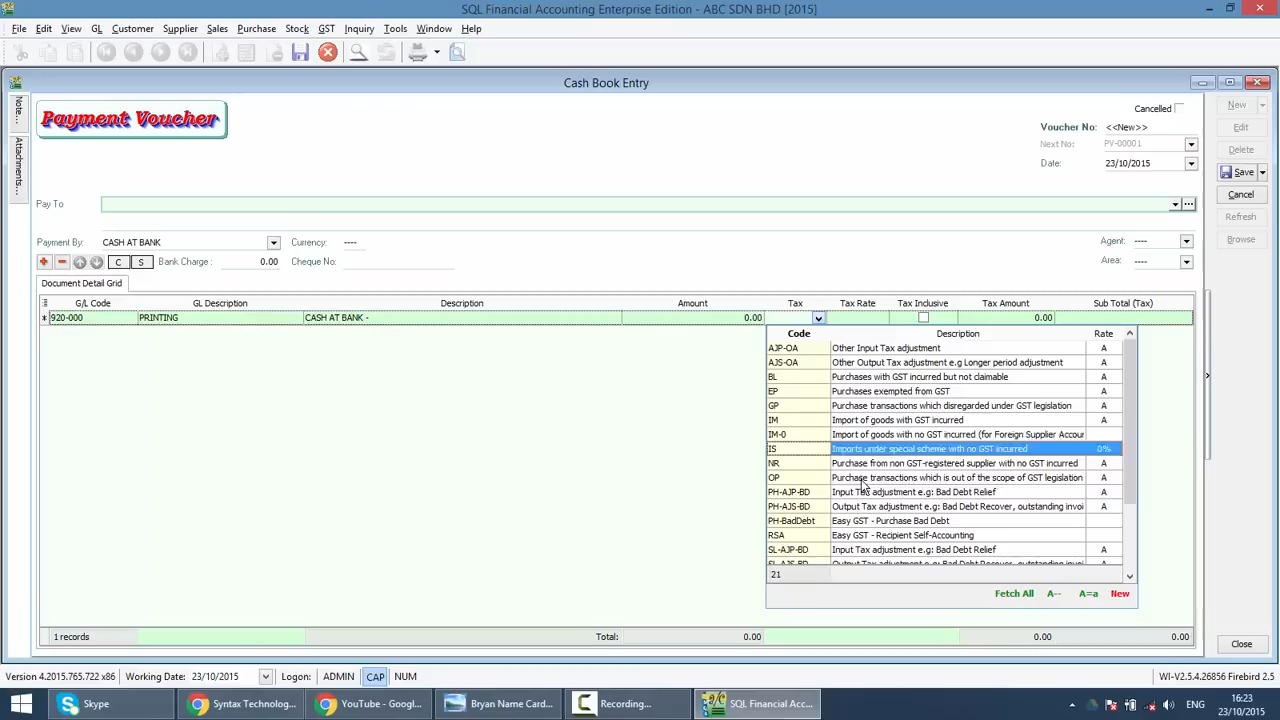 SQL Financial Accounting Enterprise Edition - ABC SDN BHD [2015]
File Edit View GL Customer Supplier Sales Purchase Stock GST Inquiry Tools Window Help
Cash Book Entry
Note...
Attachments...
Payment Voucher
Cancelled
Voucher No: <<New>>
Next No: PV-00001
Date: 23/10/2015
Pay To
Payment By: CASH AT BANK Currency: ---- Agent: ----
C S Bank Charge : 0.00 Cheque No: Area: ----
New
Edit
Delete
Save
Cancel
Refresh
Browse
Document Detail Grid
G/L Code GL Description Description Amount Tax Tax Rate Tax Inclusive Tax Amount Sub Total (Tax)
920-000 PRINTING CASH AT BANK - 0.00 0.00
Code Description Rate
AJP-OA Other Input Tax adjustment A
AJS-OA Other Output Tax adjustment e.g Longer period adjustment A
BL Purchases with GST incurred but not claimable A
EP Purchases exempted from GST A
GP Purchase transactions which disregarded under GST legislation A
IM Import of goods with GST incurred A
IM-0 Import of goods with no GST incurred (for Foreign Supplier Accour
IS Imports under special scheme with no GST incurred 0%
NR Purchase from non GST-registered supplier with no GST incurred A
OP Purchase transactions which is out of the scope of GST legislation A
PH-AJP-BD Input Tax adjustment e.g: Bad Debt Relief A
PH-AJS-BD Output Tax adjustment e.g: Bad Debt Recover, outstanding invoi A
PH-BadDebt Easy GST - Purchase Bad Debt
RSA Easy GST - Recipient Self-Accounting
SL-AJP-BD Input Tax adjustment e.g: Bad Debt Relief A
SL-AJS-BD Output Tax adjustment e.g: Bad Debt Recover, outstanding invoi
21
Fetch All A-- A=a New
1 records Total: 0.00 0.00 0.00
Close
Version 4.2015.765.722 x86 Working Date: 23/10/2015 Logon: ADMIN CAP NUM WI-V2.5.4.26856 Firebird 2.5
Skype Syntax Technolog... YouTube - Googl... Bryan Name Card... Recording... SQL Financial Acc... ENG 16:23
23/10/2015